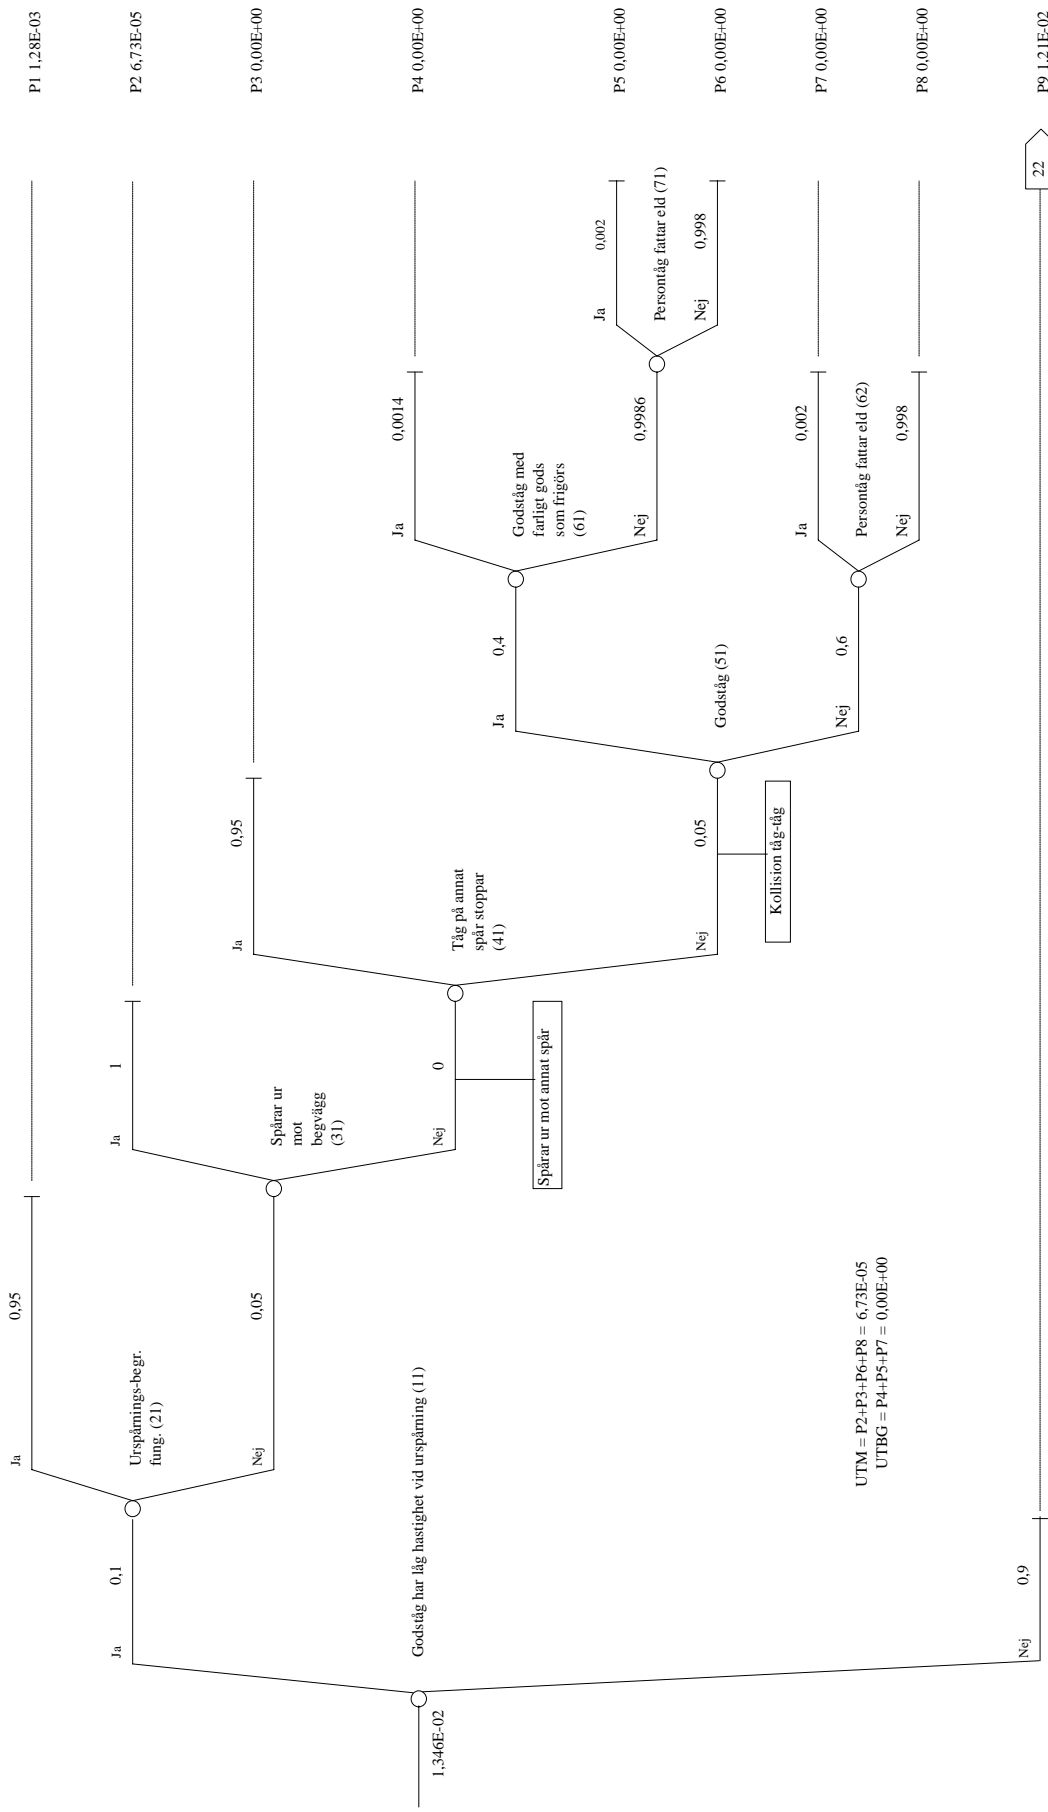 1,346E-02
Godståg har låg hastighet vid urspårning (11)
Ja
0,1
Nej
0,9
Urspårnings-begr.
fung. (21)
Ja
0,95
Nej
0,05
Spårar ur
mot
begvägg
(31)
Ja
1
Nej
0
Spårar ur mot annat spår
Tåg på annat
spår stoppar
(41)
Ja
0,95
Nej
0,05
Kollision tåg-tåg
Godståg (51)
Ja
0,4
Nej
0,6
Godståg med
farligt gods
som frigörs
(61)
Ja
0,0014
Nej
0,9986
Persontåg fattar eld (62)
Ja
0,002
Nej
0,998
Persontåg fattar eld (71)
Ja
0,002
Nej
0,998
22
P1 1,28E-03
P2 6,73E-05
P3 0,00E+00
P4 0,00E+00
P5 0,00E+00
P6 0,00E+00
P7 0,00E+00
P8 0,00E+00
P9 1,21E-02
UTM = P2+P3+P6+P8 = 6,73E-05
UTBG = P4+P5+P7 = 0,00E+00